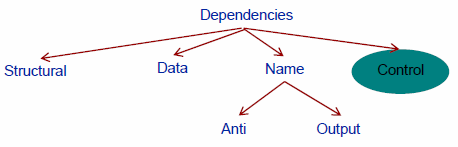 Dependencies
Structural Data Name Control
Anti Output